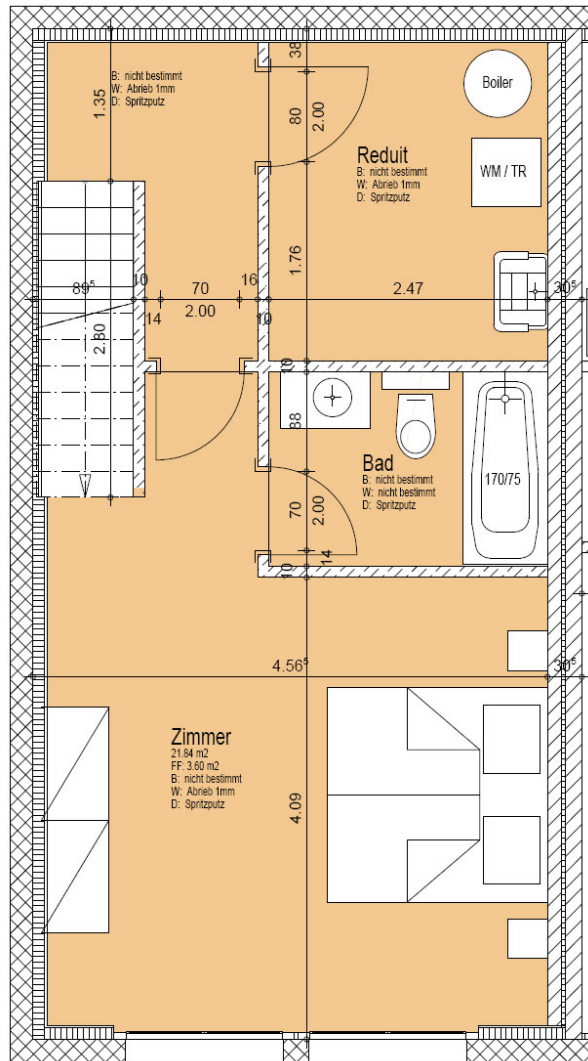 38
B: nicht bestimmt
W: Abrieb 1mm
D: Spritzputz
1.35
80
2.00
Boiler
Reduit
B: nicht bestimmt
W: Abrieb 1mm
D: Spritzputz
WM / TR
1.76
89⁵
10
14
70
2.00
16
10
2.47
30⁵
2.80
10
88
Bad
B: nicht bestimmt
W: nicht bestimmt
D: Spritzputz
170/75
70
2.00
14
10
4.56⁵
30⁵
Zimmer
21.84 m2
FF: 3.60 m2
B: nicht bestimmt
W: Abrieb 1mm
D: Spritzputz
4.09